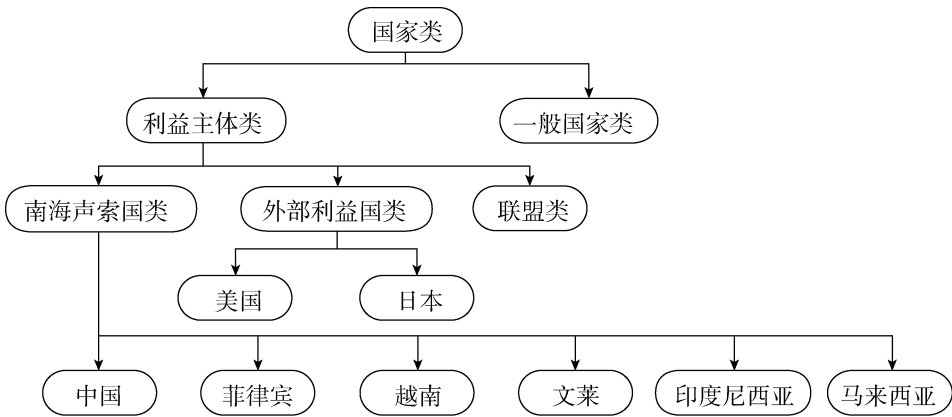 国家类
利益主体类
一般国家类
南海声索国类
外部利益国类
联盟类
美国
日本
中国
菲律宾
越南
文莱
印度尼西亚
马来西亚